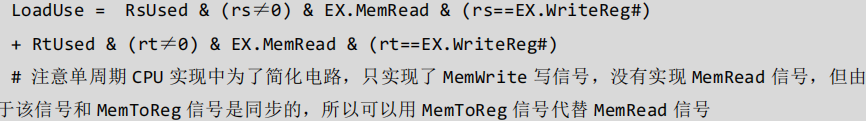 LoadUse =  RsUsed & (rs≠0) & EX.MemRead & (rs==EX.WriteReg#)
+ RtUsed & (rt≠0) & EX.MemRead & (rt==EX.WriteReg#)
# 注意单周期 CPU 实现中为了简化电路，只实现了 MemWrite 写信号，没有实现 MemRead 信号，但由
于该信号和 MemToReg 信号是同步的，所以可以用 MemToReg 信号代替 MemRead 信号